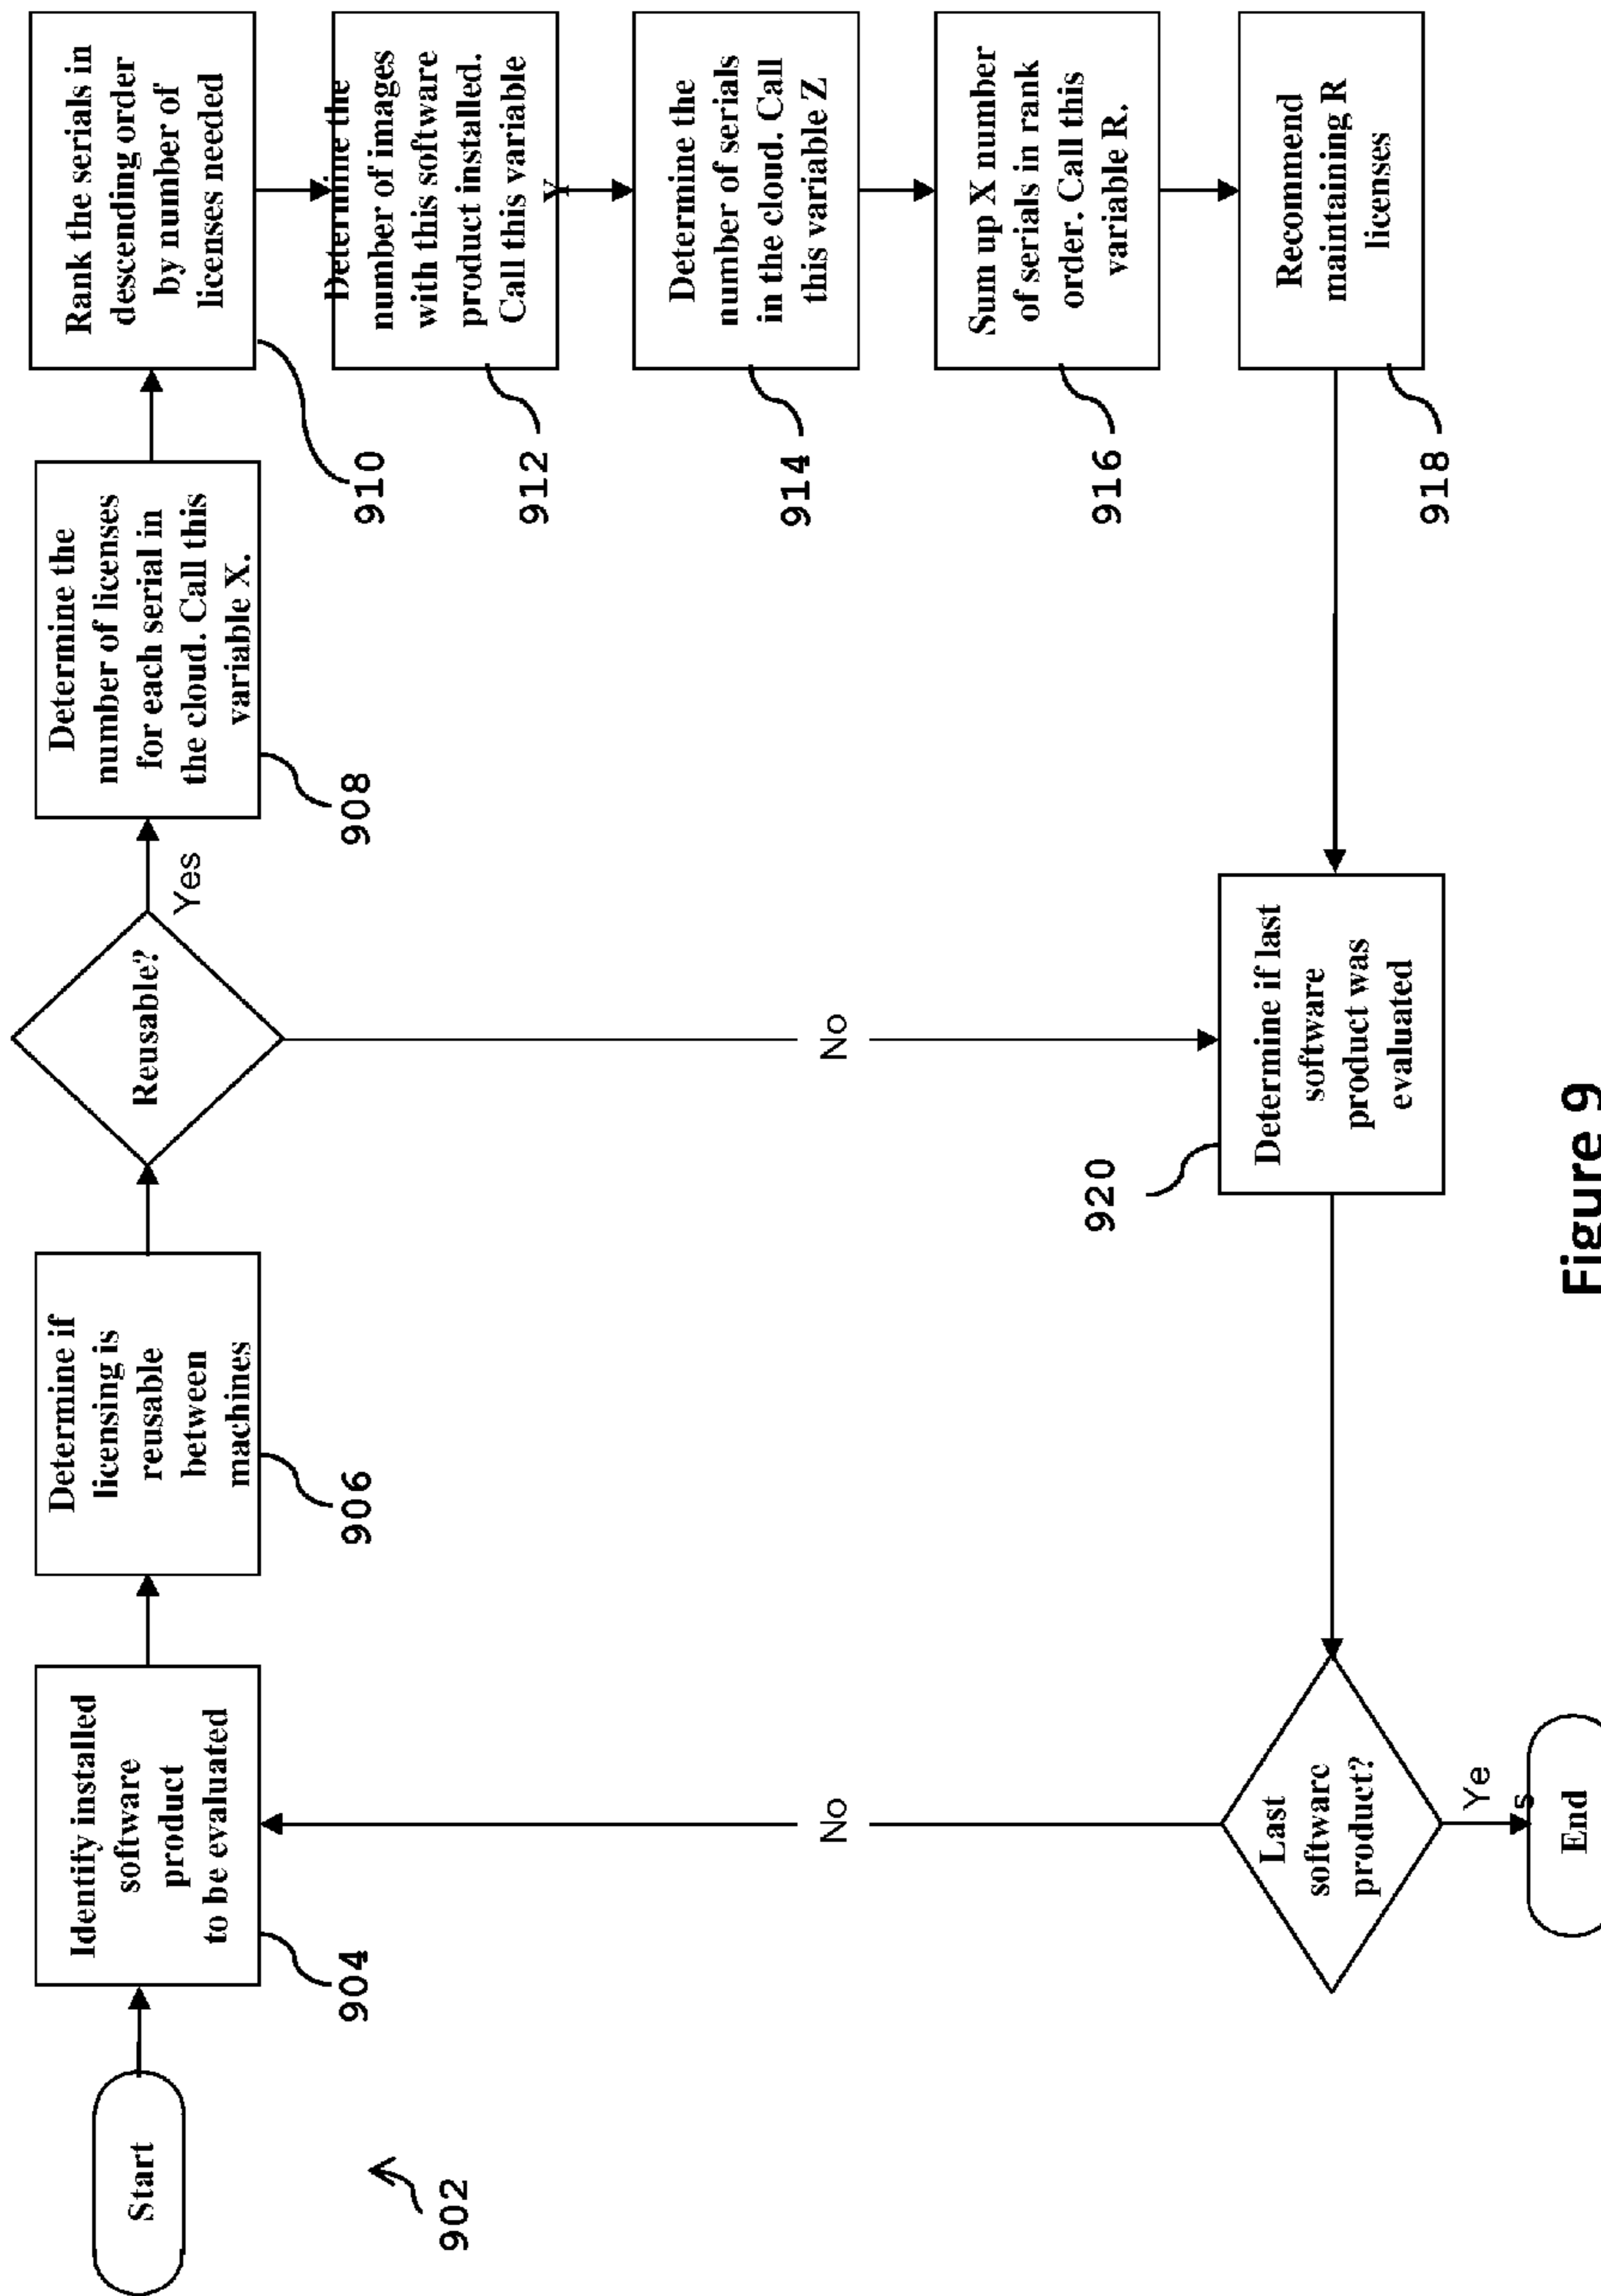 Start
902
Identify installed
software
product
to be evaluated
904
Determine if
licensing is
reusable
between
machines
906
Reusable?
Yes
No
Determine the
number of licenses
for each serial in
the cloud. Call this
variable X.
908
Rank the serials in
descending order
by number of
licenses needed
910
Determine the
number of images
with this software
product installed.
Call this variable
Y
912
Determine the
number of serials
in the cloud. Call
this variable Z
914
Sum up X number
of serials in rank
order. Call this
variable R.
916
Recommend
maintaining R
licenses
918
Determine if last
software
product was
evaluated
920
Last
software
product?
No
Ye
s
End
Figure 9